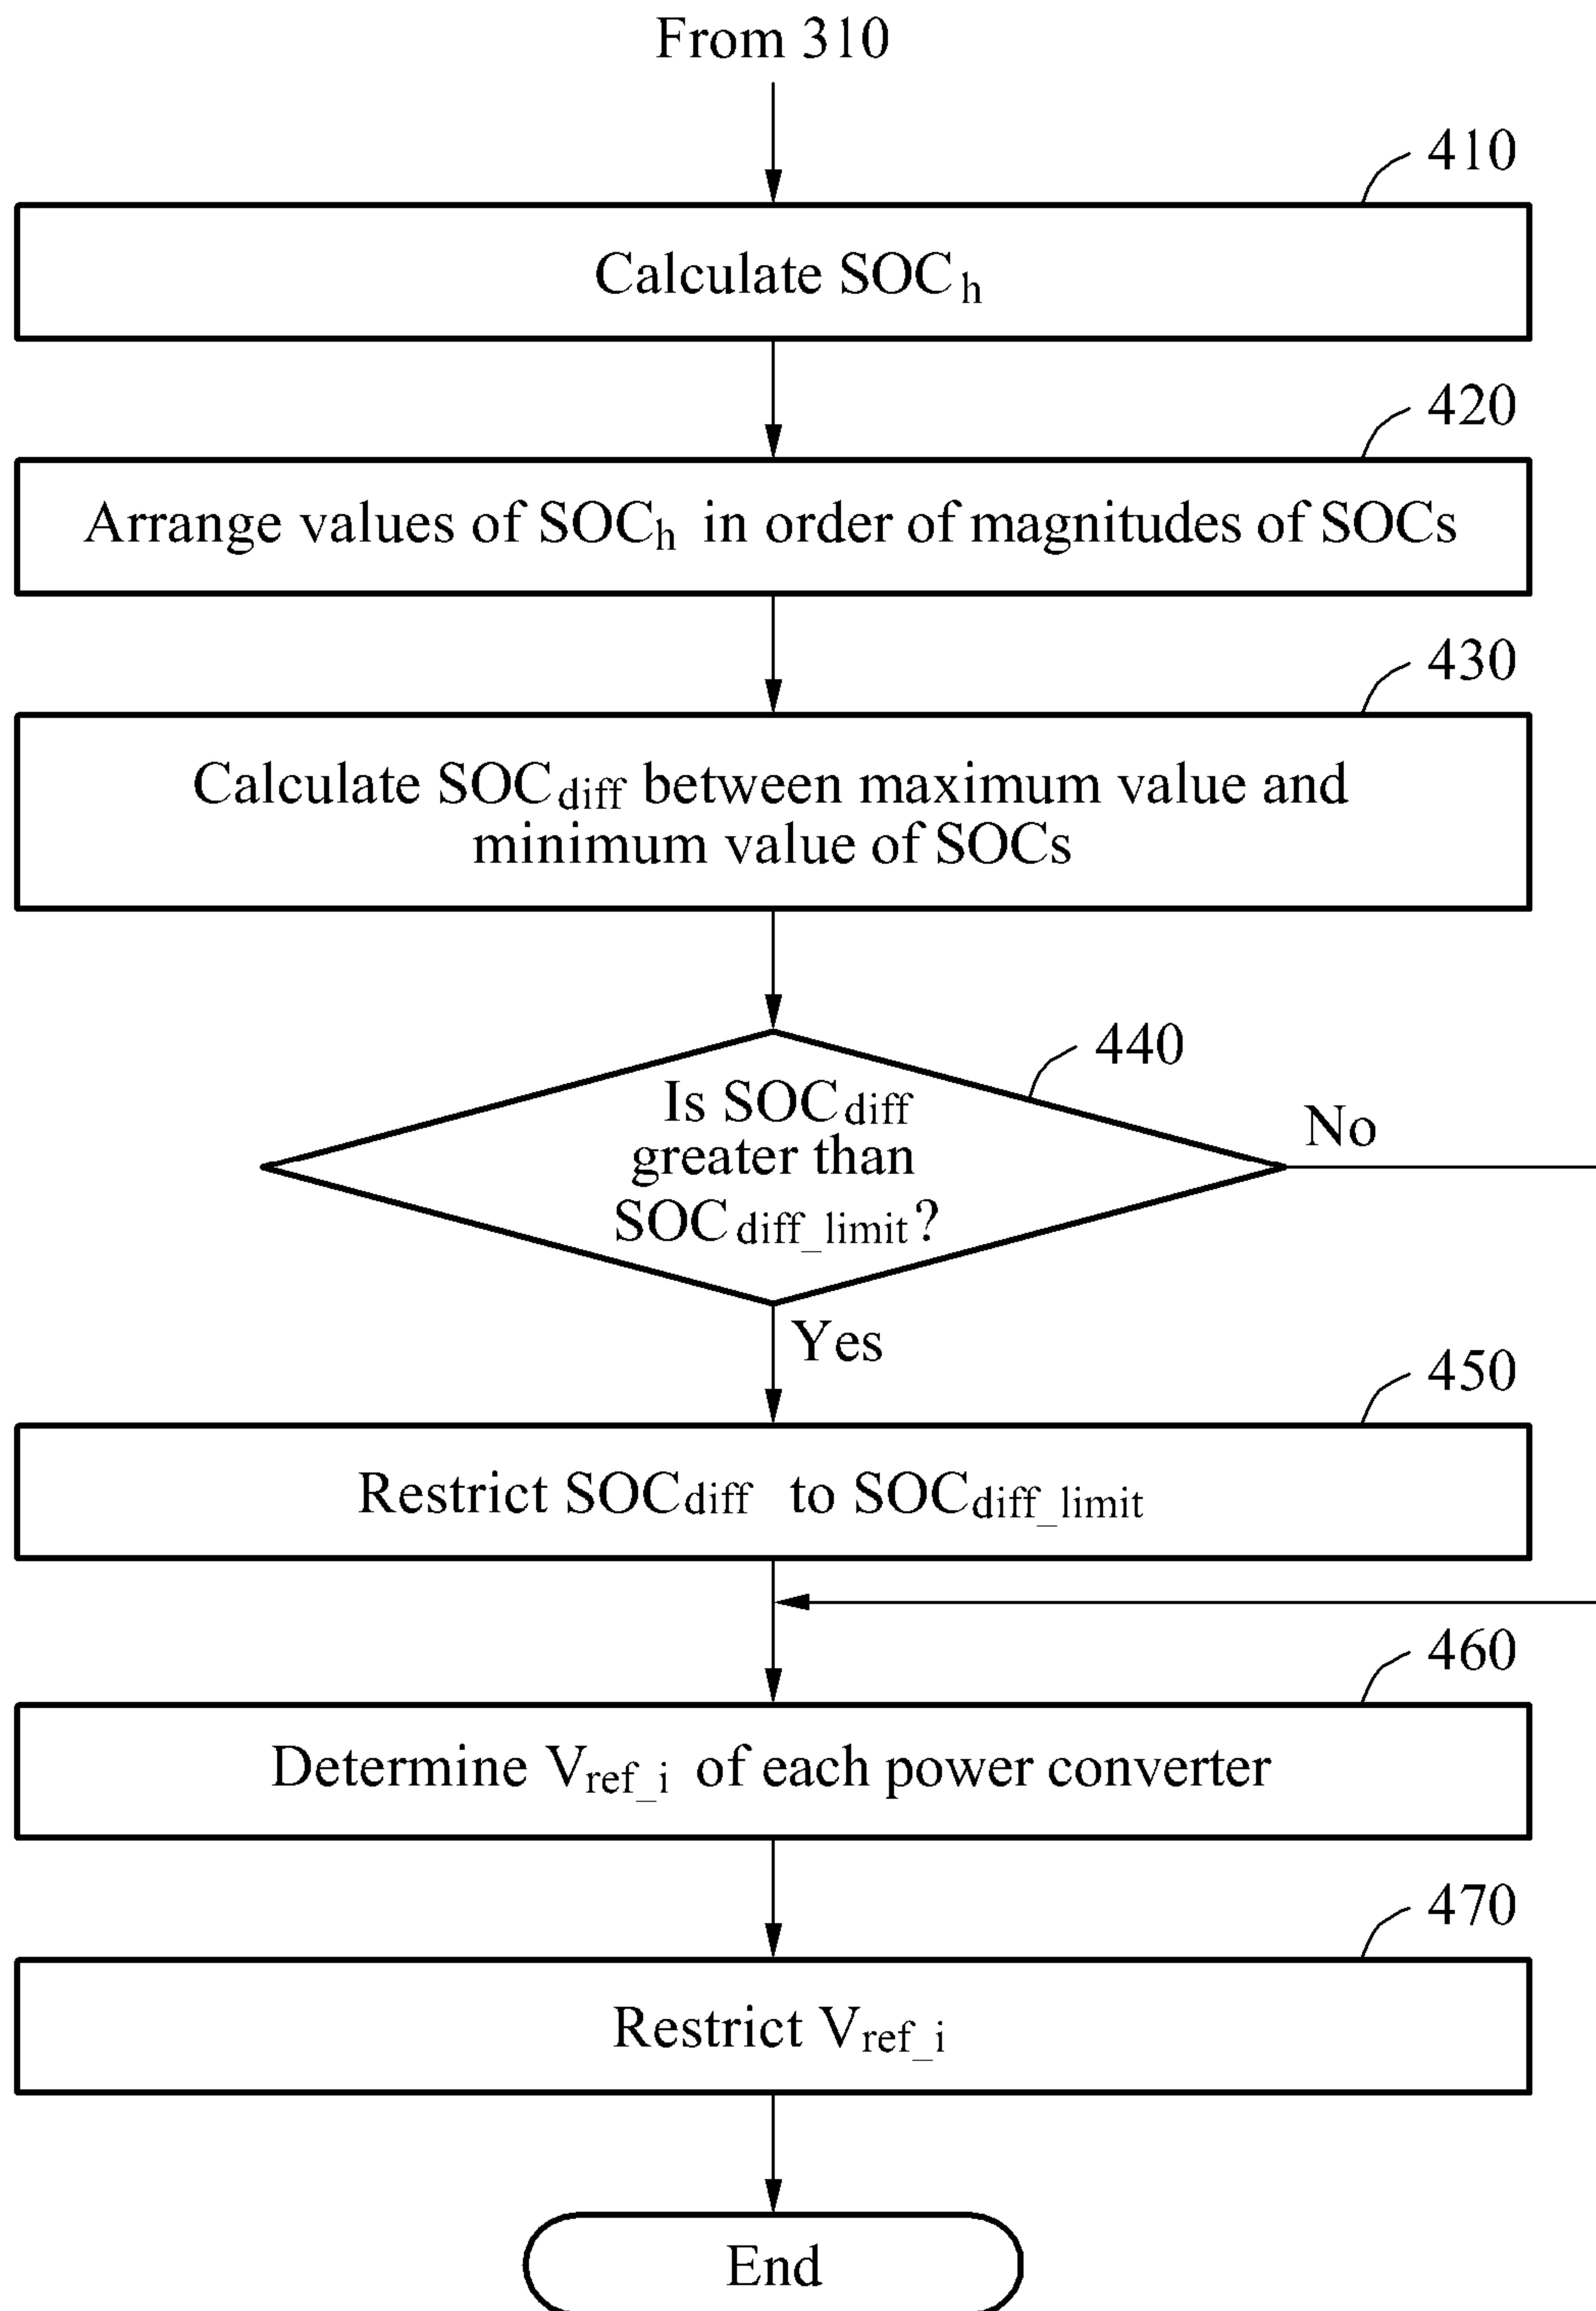 From 310
410
Calculate SOCh
420
Arrange values of SOCh in order of magnitudes of SOCs
430
Calculate SOCdiff between maximum value and
minimum value of SOCs
440
Is SOCdiff
greater than
SOCdiff_limit?
No
Yes
450
Restrict SOCdiff to SOCdiff_limit
460
Determine Vref_i of each power converter
470
Restrict Vref_i
End